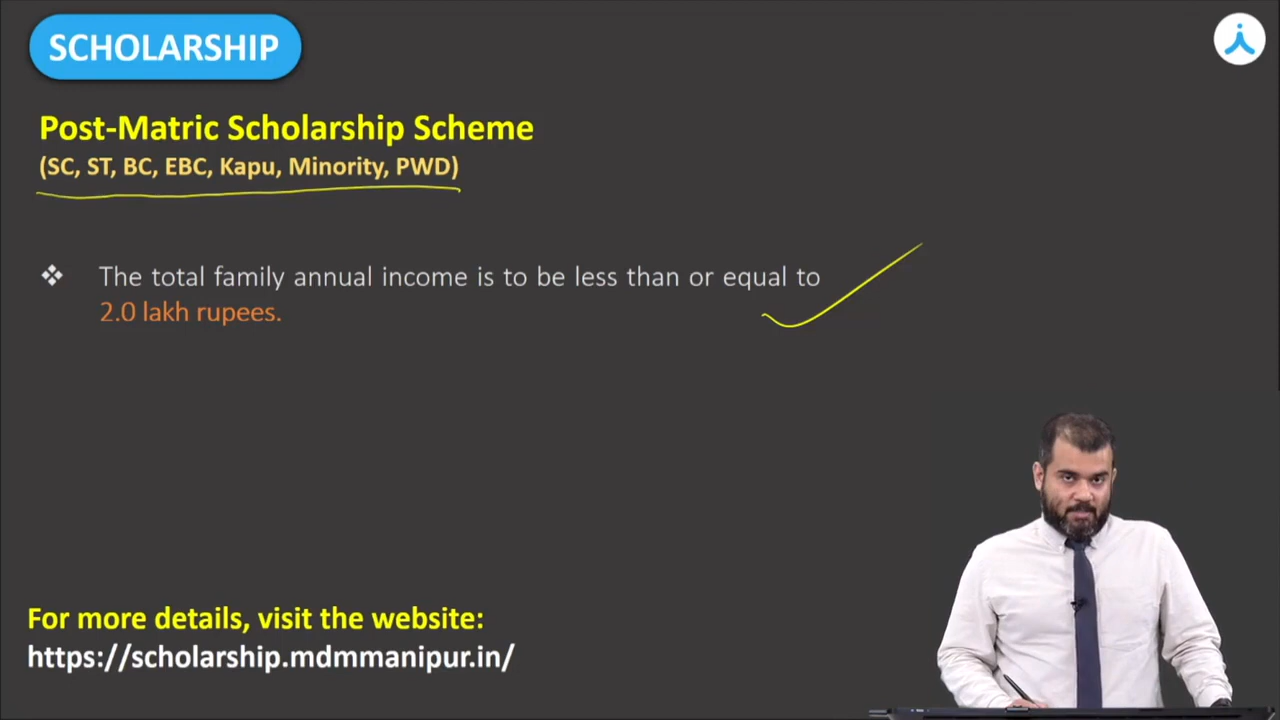 SCHOLARSHIP
Post-Matric Scholarship Scheme
(SC, ST, BC, EBC, Kapu, Minority, PWD)
❖ The total family annual income is to be less than or equal to
2.0 lakh rupees.
For more details, visit the website:
https://scholarship.mdmmanipur.in/